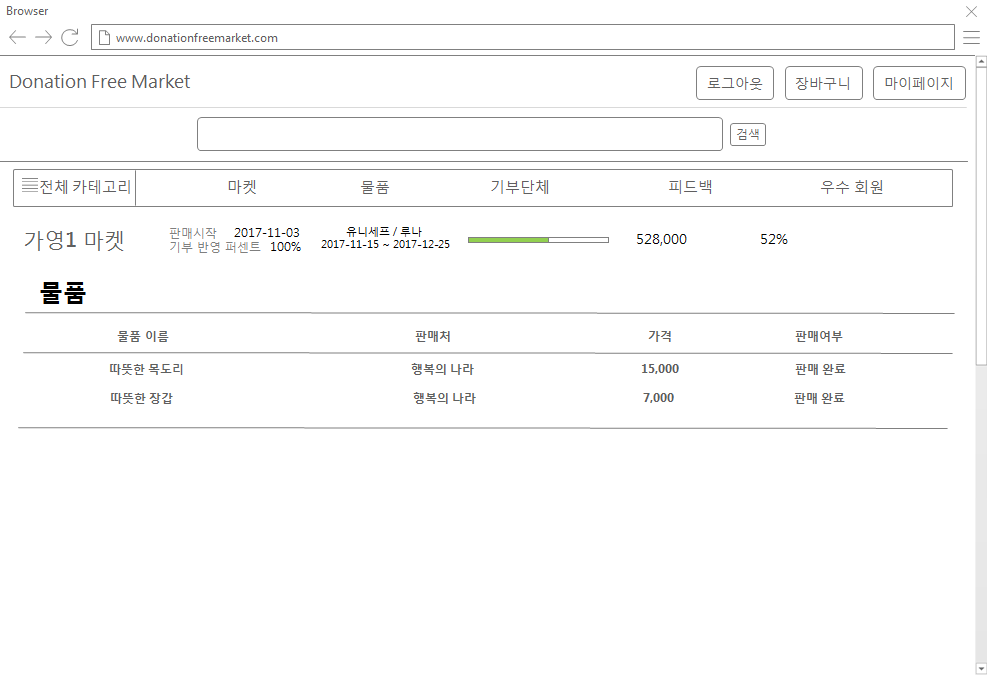 Browser
www.donationfreemarket.com
Donation Free Market 로그아웃 장바구니 마이페이지
검색
전체 카테고리 마켓 물품 기부단체 피드백 우수 회원
가영1 마켓 판매시작 2017-11-03 유니세프 / 루나 528,000 52%
기부 반영 퍼센트 100% 2017-11-15 ~ 2017-12-25
물품
물품 이름 판매처 가격 판매여부
따뜻한 목도리 행복의 나라 15,000 판매 완료
따뜻한 장갑 행복의 나라 7,000 판매 완료